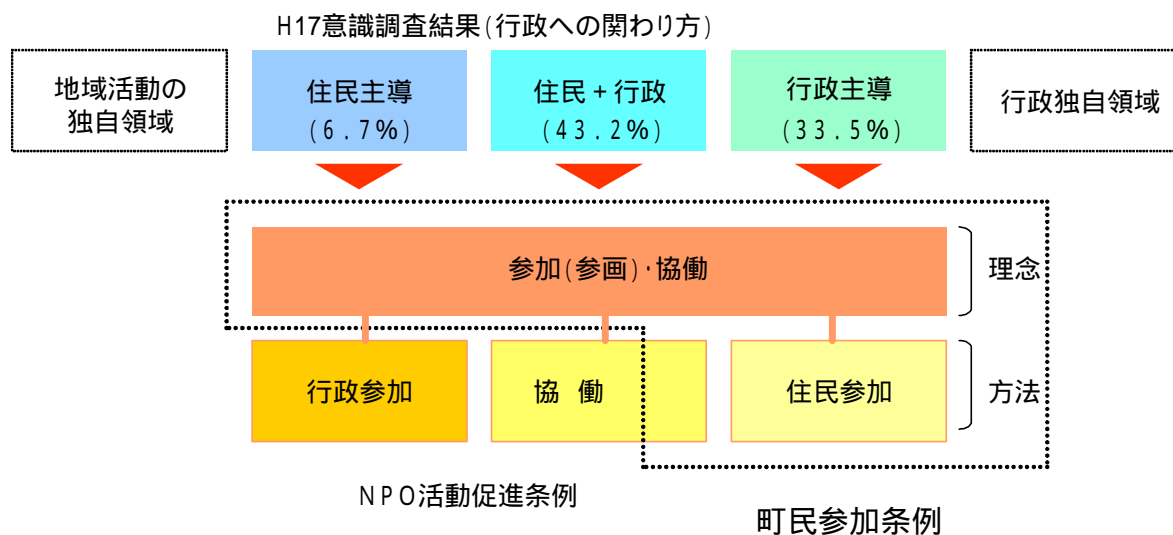 H17意識調査結果(行政への関わり方)
地域活動の
独自領域
住民主導
(6.7%)
住民+行政
(43.2%)
行政主導
(33.5%)
行政独自領域
参加(参画)・協働
理念
行政参加
協 働
住民参加
方法
NPO活動促進条例
町民参加条例